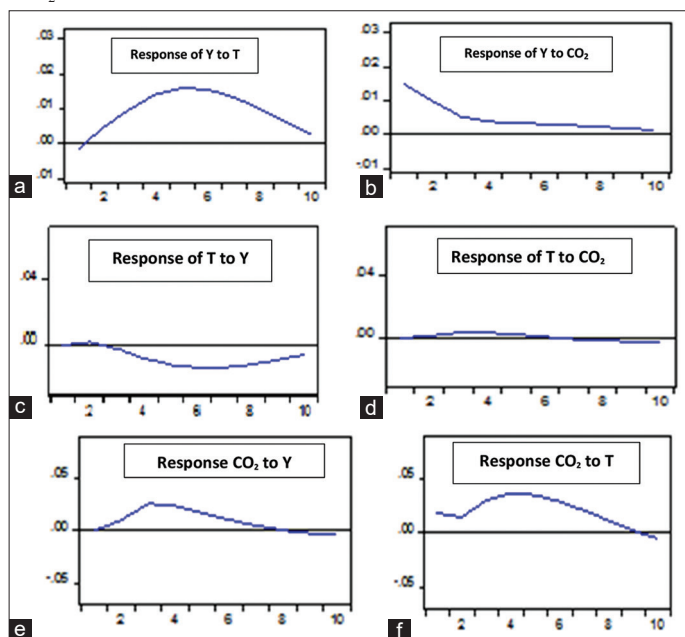 .03
.02
.01
.00
.01
Response of Y to T
2 4 6 8 10
a
.03
.02
.01
.00
-.01
Response of Y to CO₂
2 4 6 8 10
b
.04
.00
Response of T to Y
2 4 6 8 10
c
.04
.00
Response of T to CO₂
2 4 6 8 10
d
.05
.00
-.05
Response CO₂ to Y
2 4 6 8 10
e
.05
.00
-.05
Response CO₂ to T
2 4 6 8 10
f